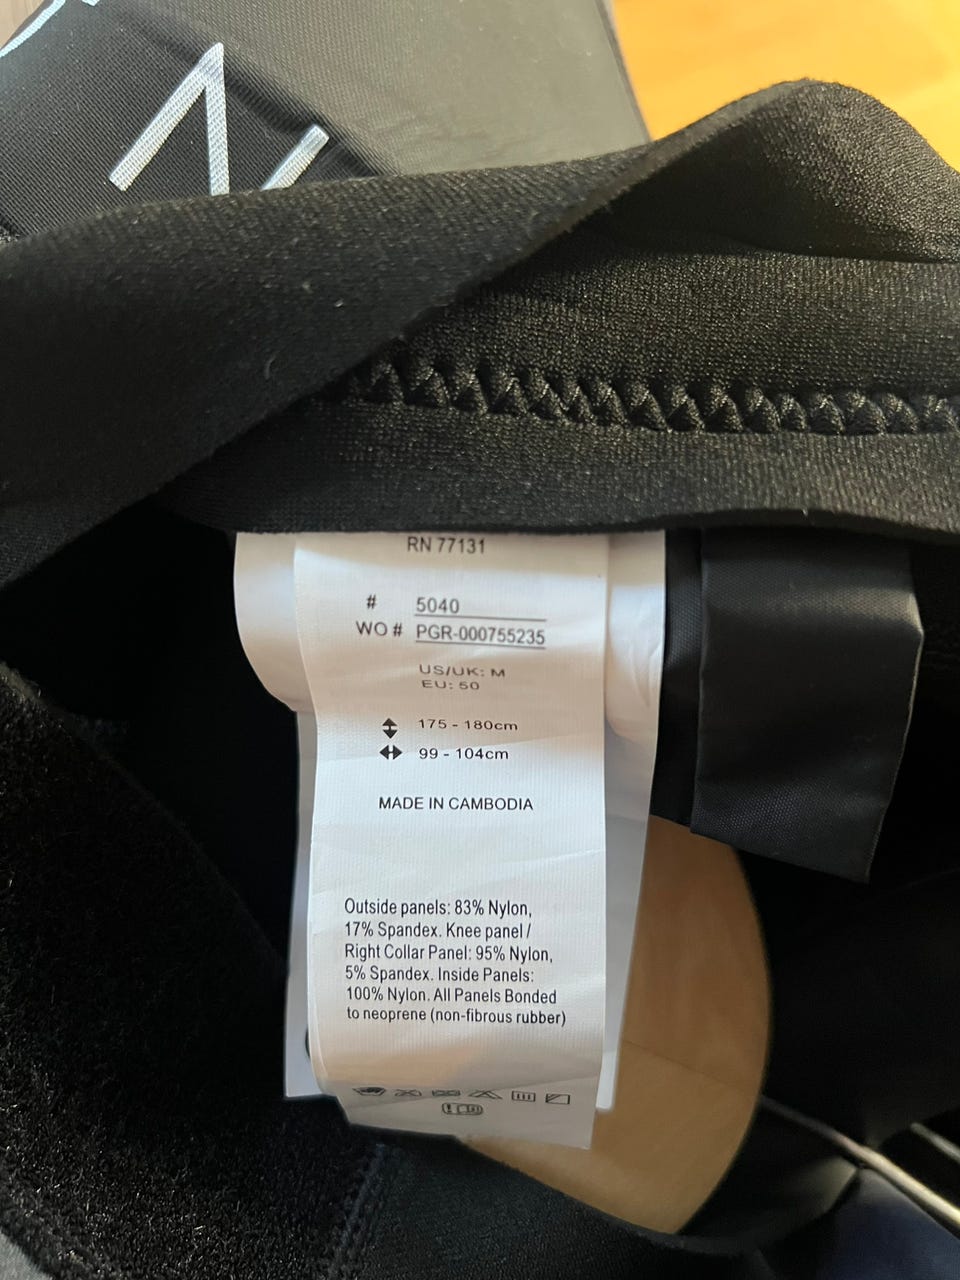 N
RN 77131
# 5040
WO # PGR-000755235
US/UK: M
EU: 50
175 - 180cm
99 - 104cm
MADE IN CAMBODIA
Outside panels: 83% Nylon,
17% Spandex. Knee panel /
Right Collar Panel: 95% Nylon,
5% Spandex. Inside Panels:
100% Nylon. All Panels Bonded
to neoprene (non-fibrous rubber)